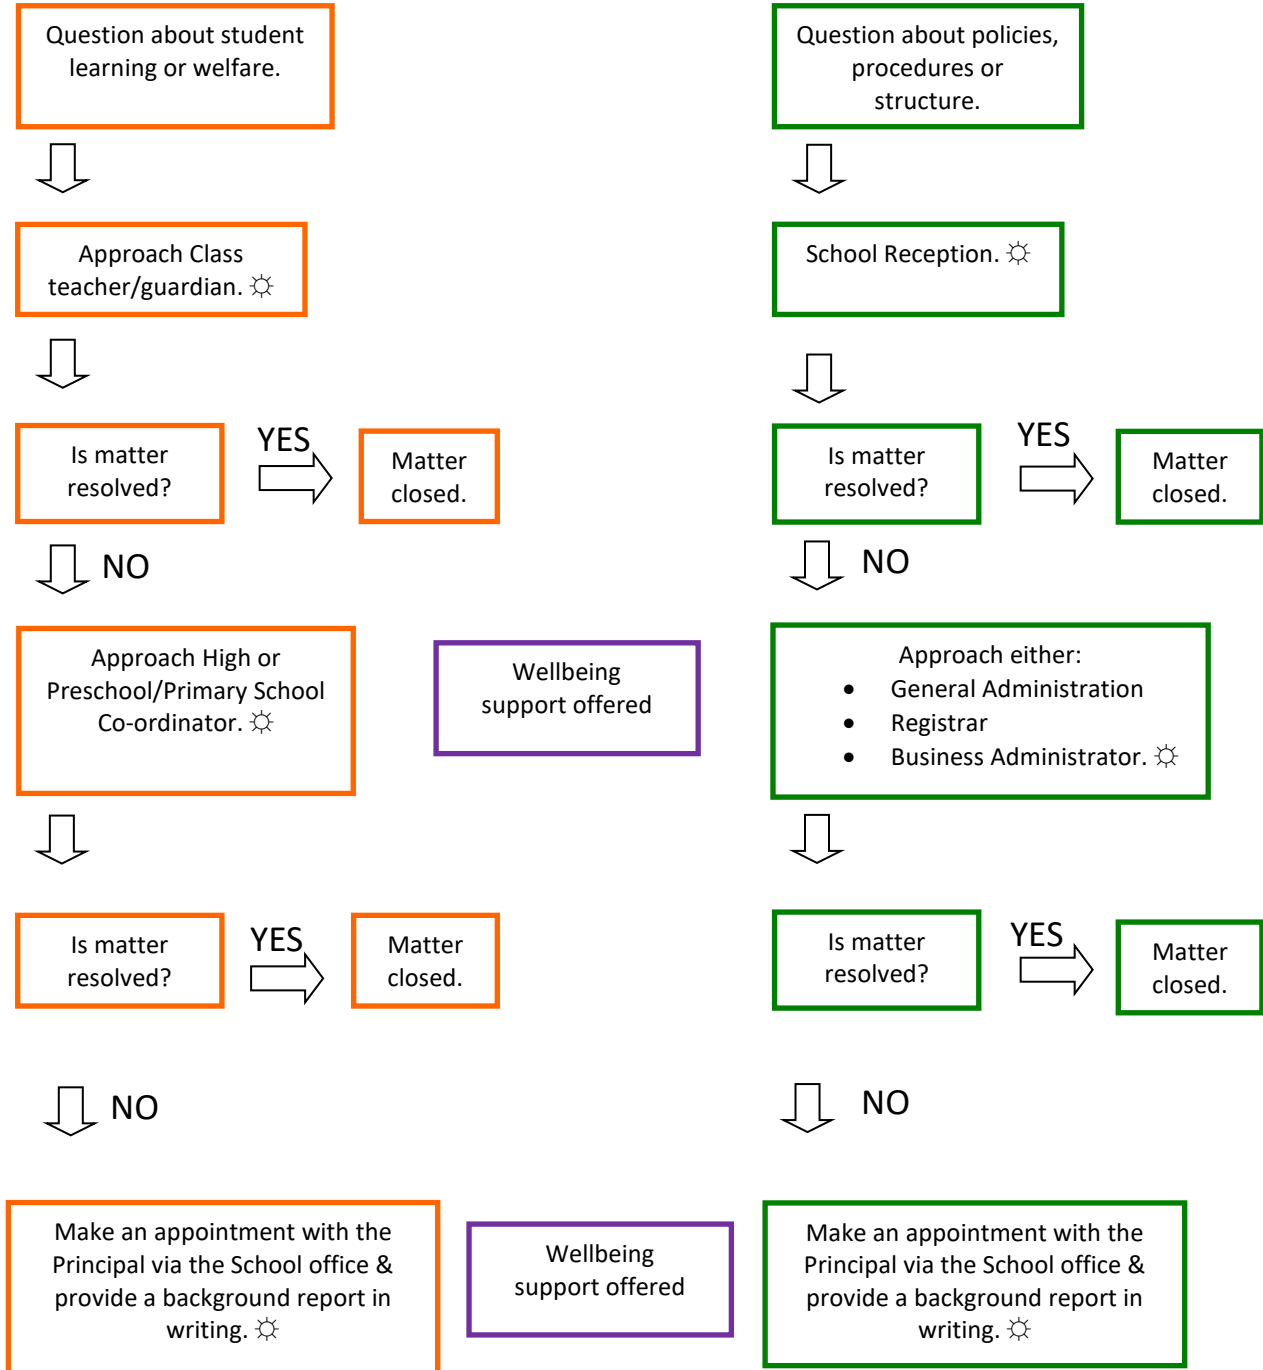 Question about student
learning or welfare.
Question about policies,
procedures or
structure.
Approach Class
teacher/guardian. ☼
School Reception. ☼
Is matter
resolved?
YES
Matter
closed.
Is matter
resolved?
YES
Matter
closed.
NO
NO
Approach High or
Preschool/Primary School
Co-ordinator. ☼
Wellbeing
support offered
Approach either:
• General Administration
• Registrar
• Business Administrator. ☼
Is matter
resolved?
YES
Matter
closed.
Is matter
resolved?
YES
Matter
closed.
NO
NO
Make an appointment with the
Principal via the School office &
provide a background report in
writing. ☼
Wellbeing
support offered
Make an appointment with the
Principal via the School office &
provide a background report in
writing. ☼